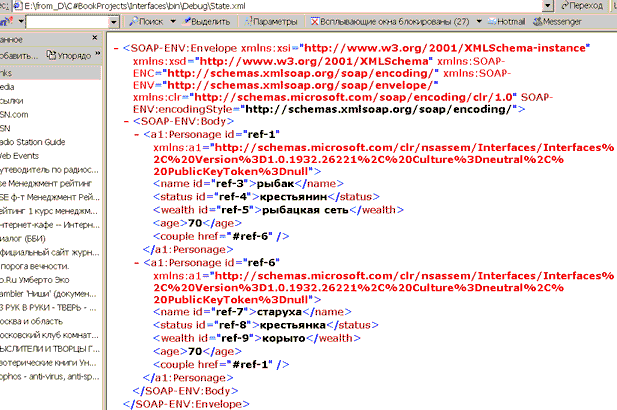 E:\from_D\C#BookProjects\Interfaces\bin\Debug\State.xml
Переход
Поиск
Выделить
Параметры
Всплывающие окна блокированы (27)
Hotmail
Messenger
анное
обавить...
Упорядо
nks
edia
сылки
SN.com
SN
adio Station Guide
eb Events
утеводитель по радиос...
se Менеджмент рейтинг
SE ф-т Менеджмент Рей...
ейтинг 1 курс менеджм...
нтернет-кафе -- Интерн...
иалог (ББИ)
фициальный сайт журн...
порога вечности.
o.Ru Умберто Эко
ambler 'Ниши' (докумен...
З РУК В РУКИ - ТВЕРЬ - ...
осква и область
осковский клуб комнат...
ЫСЛИТЕЛИ И ТВОРЦЫ Г...
зотерические книги Ун...
ophos - anti-virus, anti-sp...
- <SOAP-ENV:Envelope xmlns:xsi="http://www.w3.org/2001/XMLSchema-instance"
xmlns:xsd="http://www.w3.org/2001/XMLSchema" xmlns:SOAP-
ENC="http://schemas.xmlsoap.org/soap/encoding/" xmlns:SOAP-
ENV="http://schemas.xmlsoap.org/soap/envelope/"
xmlns:clr="http://schemas.microsoft.com/soap/encoding/clr/1.0" SOAP-
ENV:encodingStyle="http://schemas.xmlsoap.org/soap/encoding/">
- <SOAP-ENV:Body>
- <a1:Personage id="ref-1"
xmlns:a1="http://schemas.microsoft.com/clr/nsassem/Interfaces/Interfaces%
2C%20Version%3D1.0.1932.26221%2C%20Culture%3Dneutral%2C%
20PublicKeyToken%3Dnull">
<name id="ref-3">рыбак</name>
<status id="ref-4">крестьянин</status>
<wealth id="ref-5">рыбацкая сеть</wealth>
<age>70</age>
<couple href="#ref-6" />
</a1:Personage>
- <a1:Personage id="ref-6"
xmlns:a1="http://schemas.microsoft.com/clr/nsassem/Interfaces/Interfaces%
2C%20Version%3D1.0.1932.26221%2C%20Culture%3Dneutral%2C%
20PublicKeyToken%3Dnull">
<name id="ref-7">старуха</name>
<status id="ref-8">крестьянка</status>
<wealth id="ref-9">корыто</wealth>
<age>70</age>
<couple href="#ref-1" />
</a1:Personage>
</SOAP-ENV:Body>
</SOAP-ENV:Envelope>